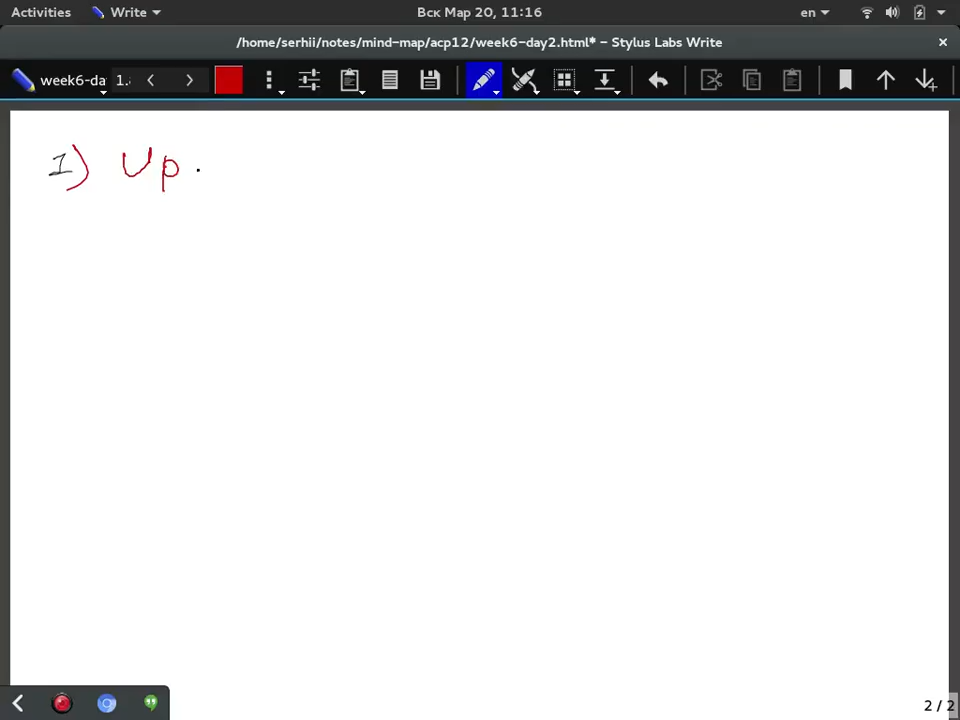 Activities Write Вск Мар 20, 11:16 en
/home/serhii/notes/mind-map/acp12/week6-day2.html* – Stylus Labs Write
week6-da 1.
1) Up
2 / 2